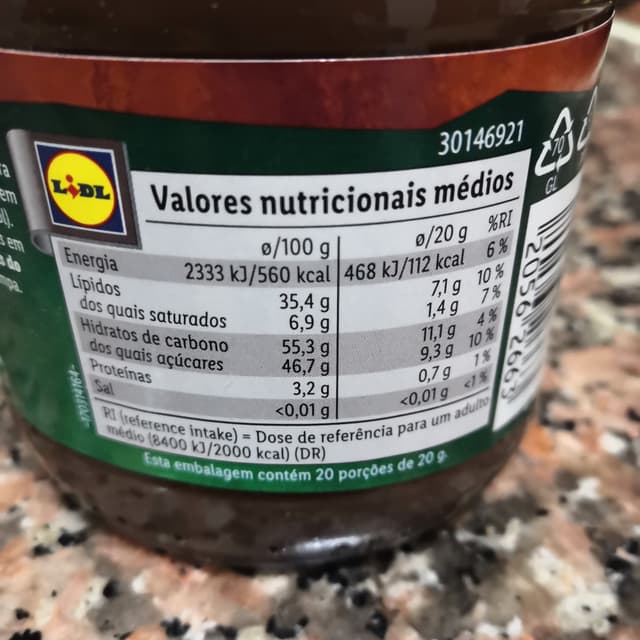 30146921
70
GL
LIDL
Valores nutricionais médios
ø/100 g ø/20 g %RI
Energia 2333 kJ/560 kcal 468 kJ/112 kcal 6%
Lípidos 35,4 g 7,1 g 10 %
dos quais saturados 6,9 g 1,4 g 7 %
Hidratos de carbono 55,3 g 11,1 g 4 %
dos quais açúcares 46,7 g 9,3 g 10 %
Proteínas 3,2 g 0,7 g 1 %
Sal <0,01 g <0,01 g <1 %
RI (reference intake) = Dose de referência para um adulto
médio (8400 kJ/2000 kcal) (DR)
Esta embalagem contém 20 porções de 20 g.